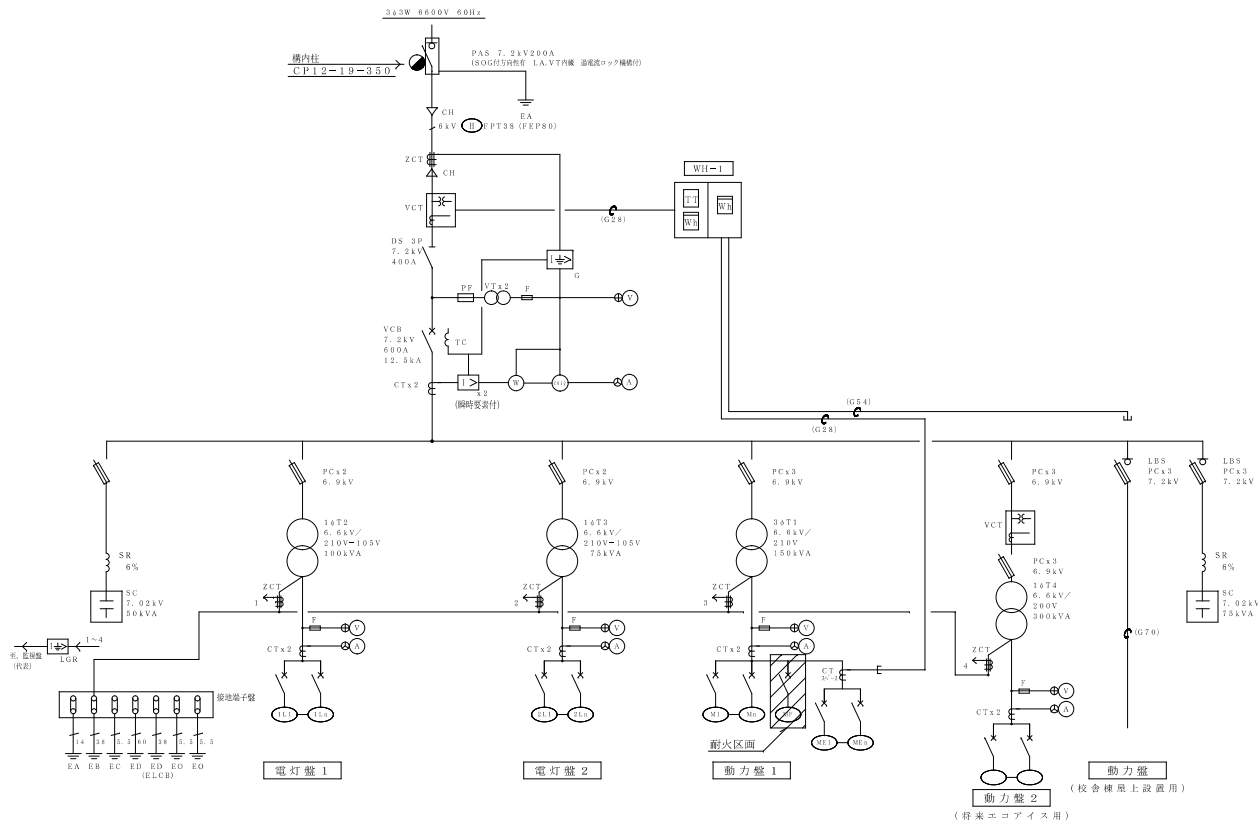 3φ3W 6600V 60Hz
PAS 7.2kV200A
(SOG付方向性有 LA,VT内蔵 過電流ロック機構付)
構内柱
CP12-19-350
EA
CH
6kV H FPT38(FEP80)
ZCT
CH
WH-1
VCT
TT
Wh
Wh
(G28)
DS 3P
7.2kV
400A
I
G
PF
VTx2
F
V
VCB
7.2kV
600A
12.5kA
TC
CTx2
I >
x2
(瞬時要素付)
W
A
(G54)
(G28)
PCx2
6.9kV
PCx2
6.9kV
PCx3
6.9kV
PCx3
6.9kV
LBS
PCx3
7.2kV
LBS
PCx3
7.2kV
1φT2
6.6kV/
210V-105V
100kVA
1φT3
6.6kV/
210V-105V
75kVA
3φT1
6.6kV/
210V
150kVA
VCT
PCx3
6.9kV
1φT4
6.6kV/
200V
300kVA
SR
6%
SC
7.02kV
50kVA
SR
6%
SC
7.02kV
75kVA
ZCT
1
ZCT
2
ZCT
3
ZCT
4
(G70)
F
V
CTx2
A
F
V
CTx2
A
F
V
CTx2
A
F
V
CTx2
A
1~4
I
LGR
至.監視盤
(代表)
接地端子盤
CT
1L1
1Ln
2L1
2Ln
M1
Mn
MF
ME1
MEn
14
38
5.5
60
38
5.5
5.5
EA
EB
EC
ED
ED
EO
EO
(ELCB)
耐火区画
電灯盤1
電灯盤2
動力盤1
動力盤2
(将来エコアイス用)
動力盤
(校舎棟屋上設置用)